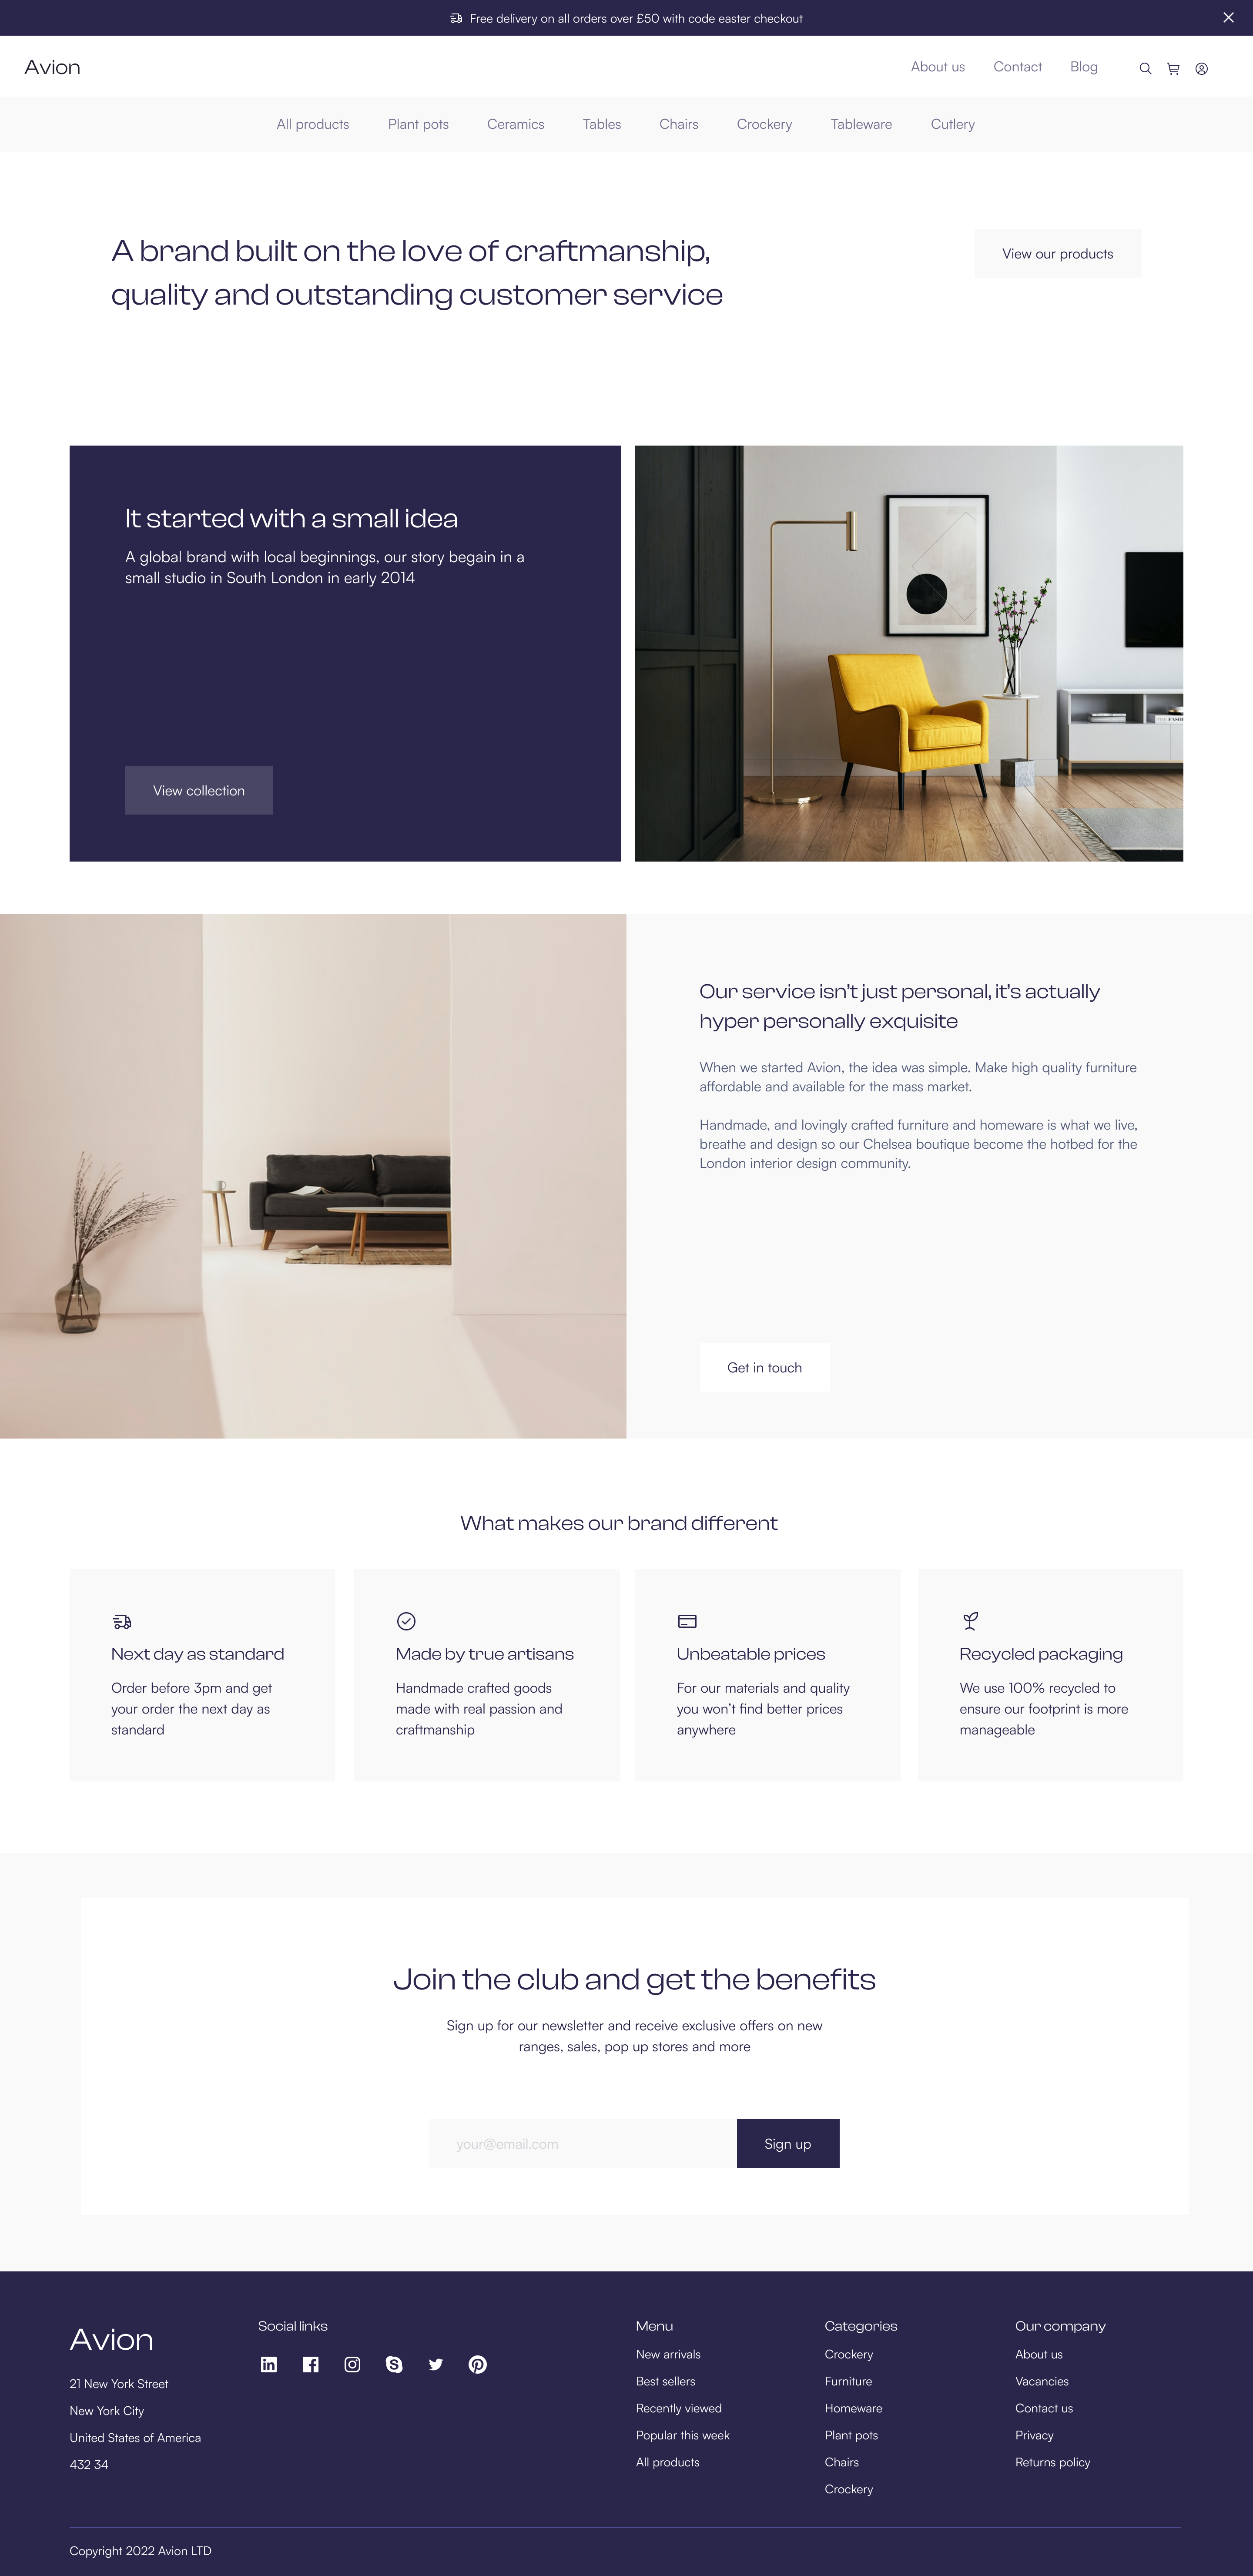 Free delivery on all orders over £50 with code easter checkout
Avion
About us
Contact
Blog
All products
Plant pots
Ceramics
Tables
Chairs
Crockery
Tableware
Cutlery
A brand built on the love of craftmanship,
quality and outstanding customer service
View our products
It started with a small idea
A global brand with local beginnings, our story begain in a
small studio in South London in early 2014
View collection
Our service isn't just personal, it's actually
hyper personally exquisite
When we started Avion, the idea was simple. Make high quality furniture
affordable and available for the mass market.
Handmade, and lovingly crafted furniture and homeware is what we live,
breathe and design so our Chelsea boutique become the hotbed for the
London interior design community.
Get in touch
What makes our brand different
Next day as standard
Order before 3pm and get
your order the next day as
standard
Made by true artisans
Handmade crafted goods
made with real passion and
craftmanship
Unbeatable prices
For our materials and quality
you won't find better prices
anywhere
Recycled packaging
We use 100% recycled to
ensure our footprint is more
manageable
Join the club and get the benefits
Sign up for our newsletter and receive exclusive offers on new
ranges, sales, pop up stores and more
your@email.com
Sign up
Avion
21 New York Street
New York City
United States of America
432 34
Social links
Menu
New arrivals
Best sellers
Recently viewed
Popular this week
All products
Categories
Crockery
Furniture
Homeware
Plant pots
Chairs
Crockery
Our company
About us
Vacancies
Contact us
Privacy
Returns policy
Copyright 2022 Avion LTD